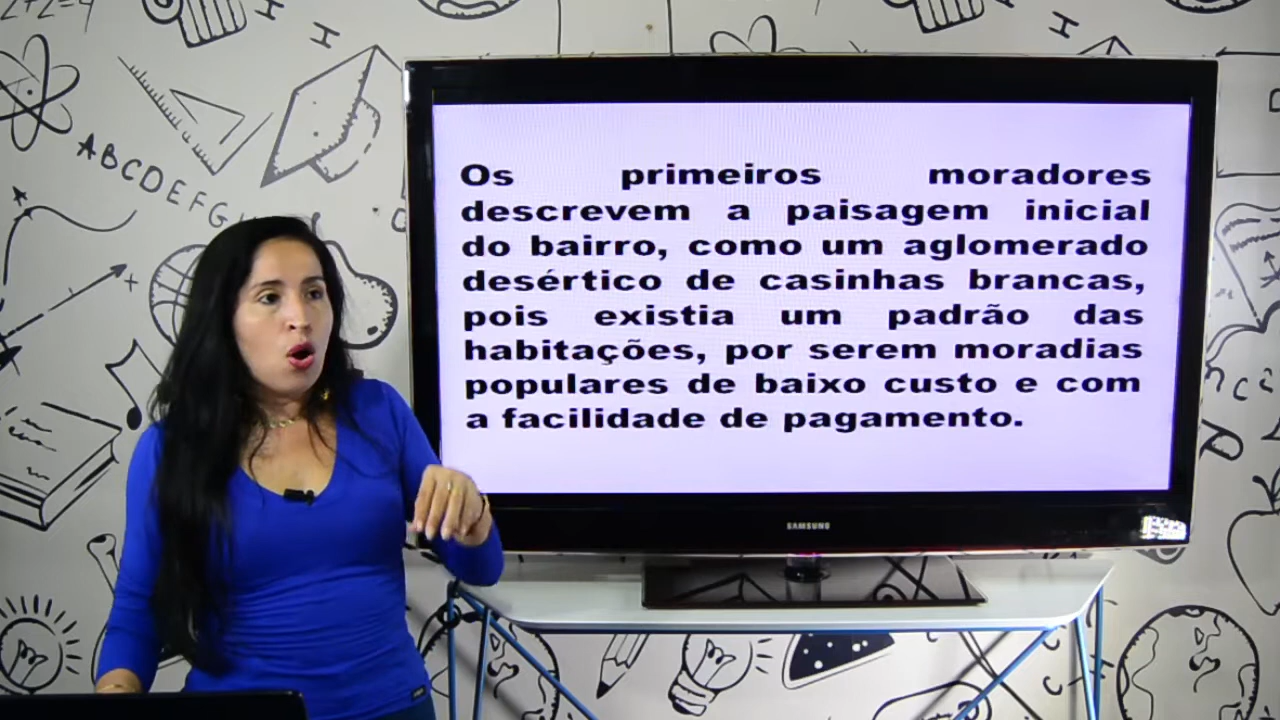 ABCDEFG
Os primeiros moradores
descrevem a paisagem inicial
do bairro, como um aglomerado
desértico de casinhas brancas,
pois existia um padrão das
habitações, por serem moradias
populares de baixo custo e com
a facilidade de pagamento.
SAMSUNG